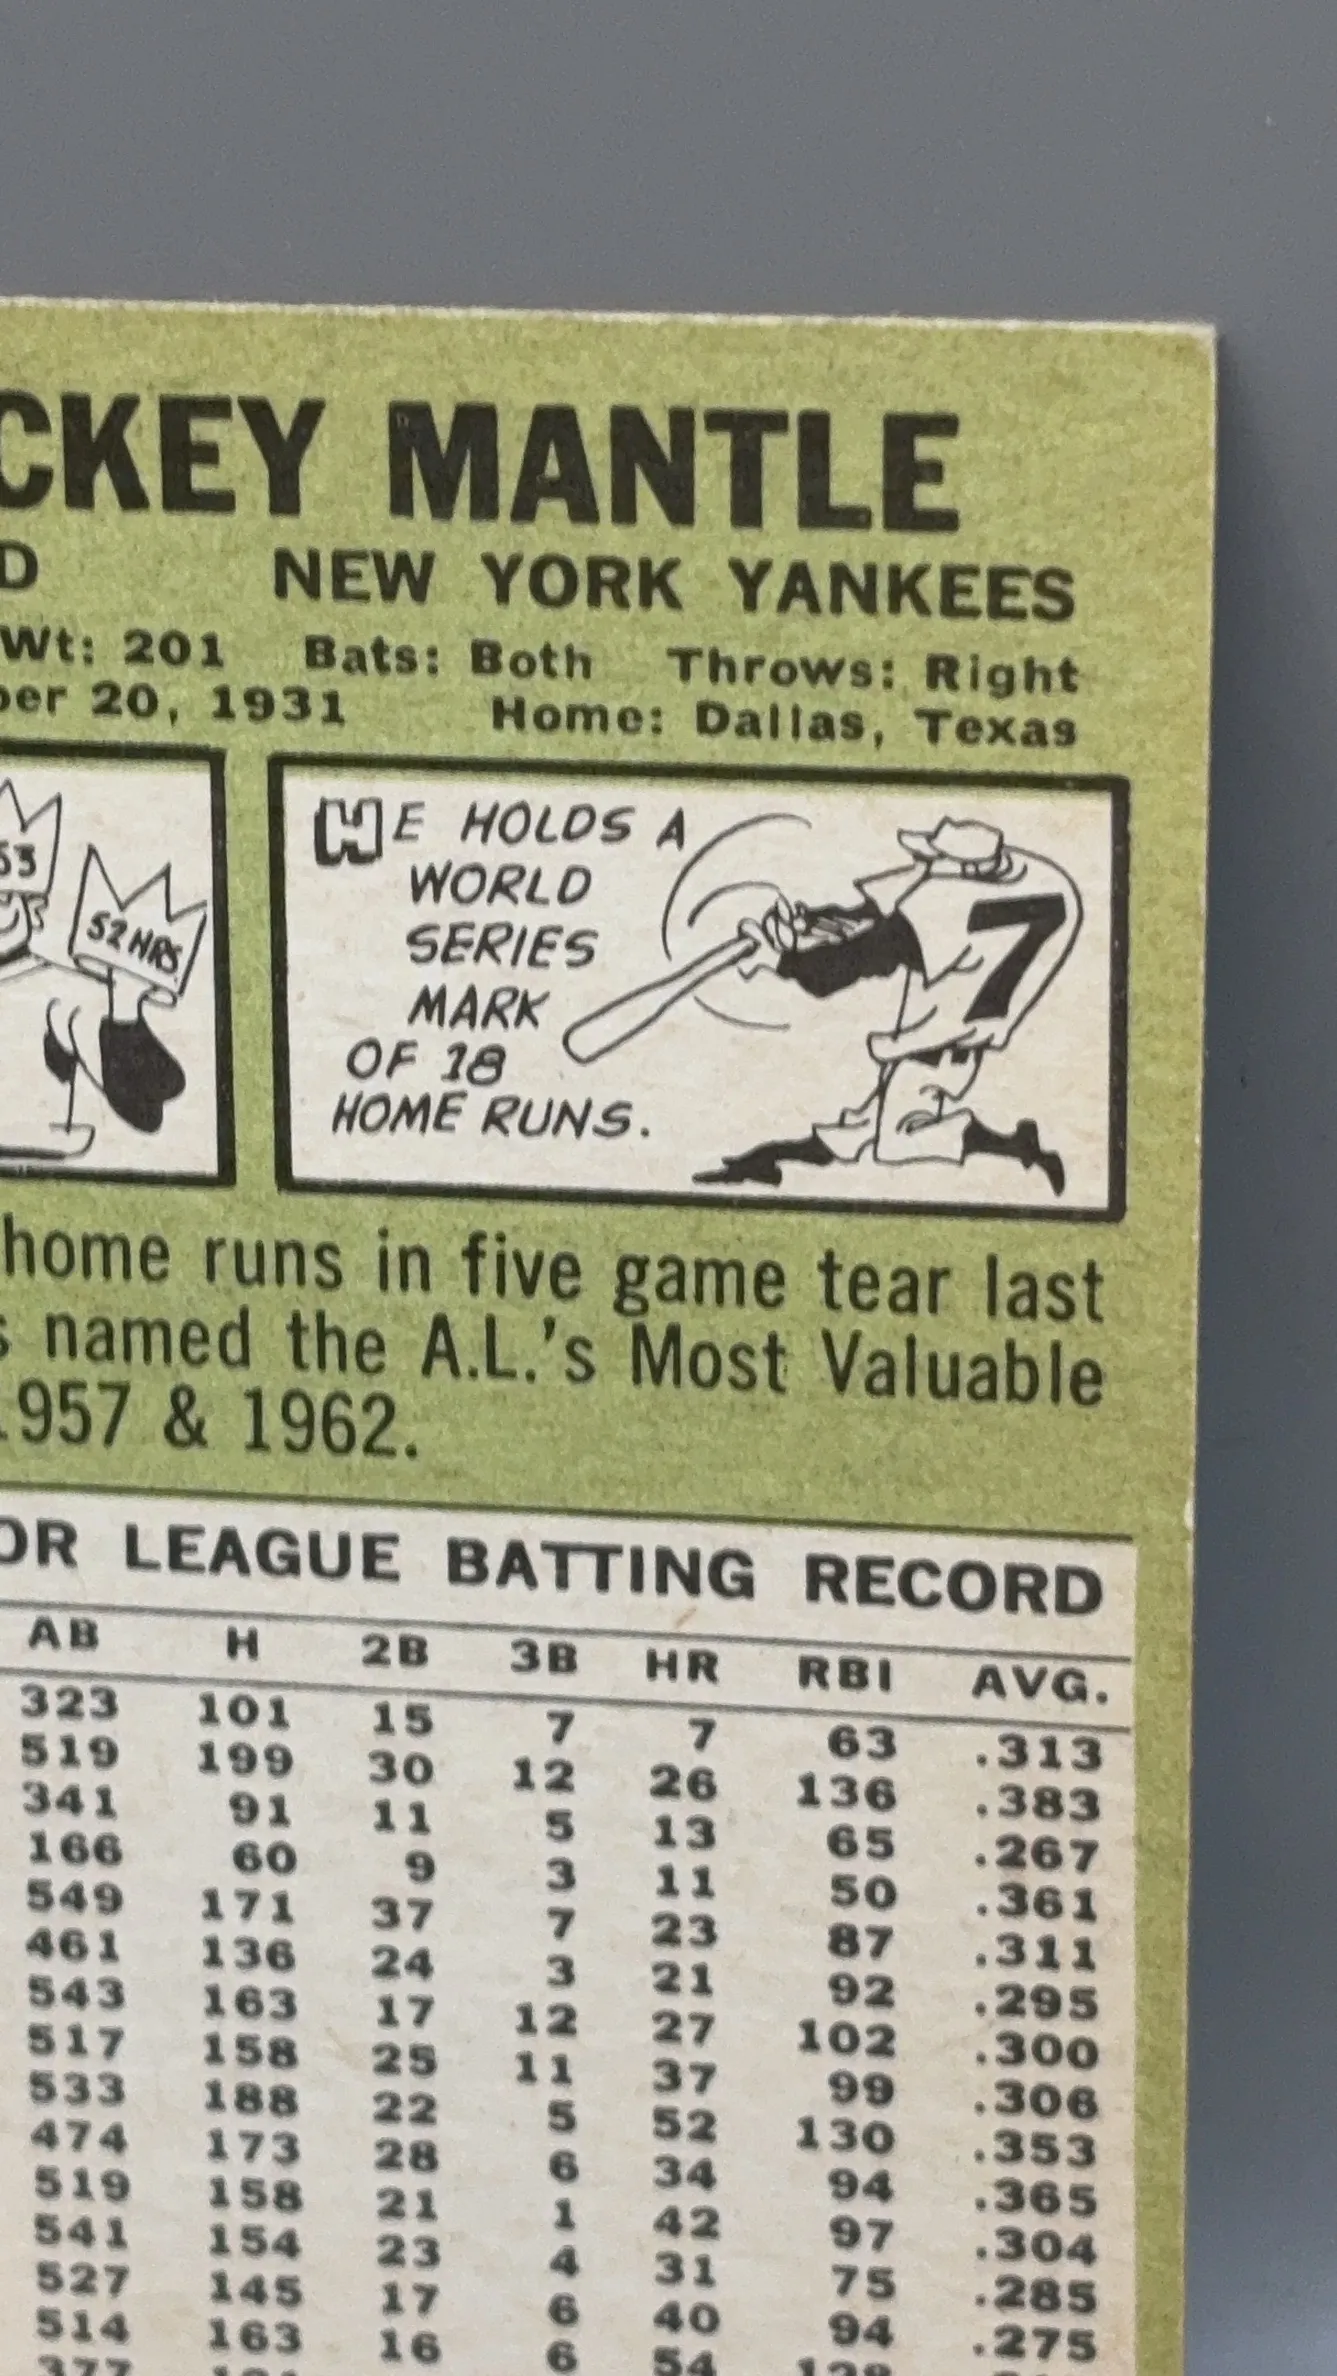 CKEY MANTLE
D NEW YORK YANKEES
Wt: 201 Bats: Both Throws: Right
ber 20, 1931 Home: Dallas, Texas
53
52 HRS.
HE HOLDS A
WORLD
SERIES
MARK
OF 18
HOME RUNS.
7
home runs in five game tear last
s named the A.L.'s Most Valuable
1957 & 1962.
OR LEAGUE BATTING RECORD
AB H 2B 3B HR RBI AVG.
323 101 15 7 7 63 .313
519 199 30 12 26 136 .383
341 91 11 5 13 65 .267
166 60 9 3 11 50 .361
549 171 37 7 23 87 .311
461 136 24 3 21 92 .295
543 163 17 12 27 102 .300
517 158 25 11 37 99 .306
533 188 22 5 52 130 .353
474 173 28 6 34 94 .365
519 158 21 1 42 97 .304
541 154 23 4 31 75 .285
527 145 17 6 40 94 .275
514 163 16 6 54 128
377